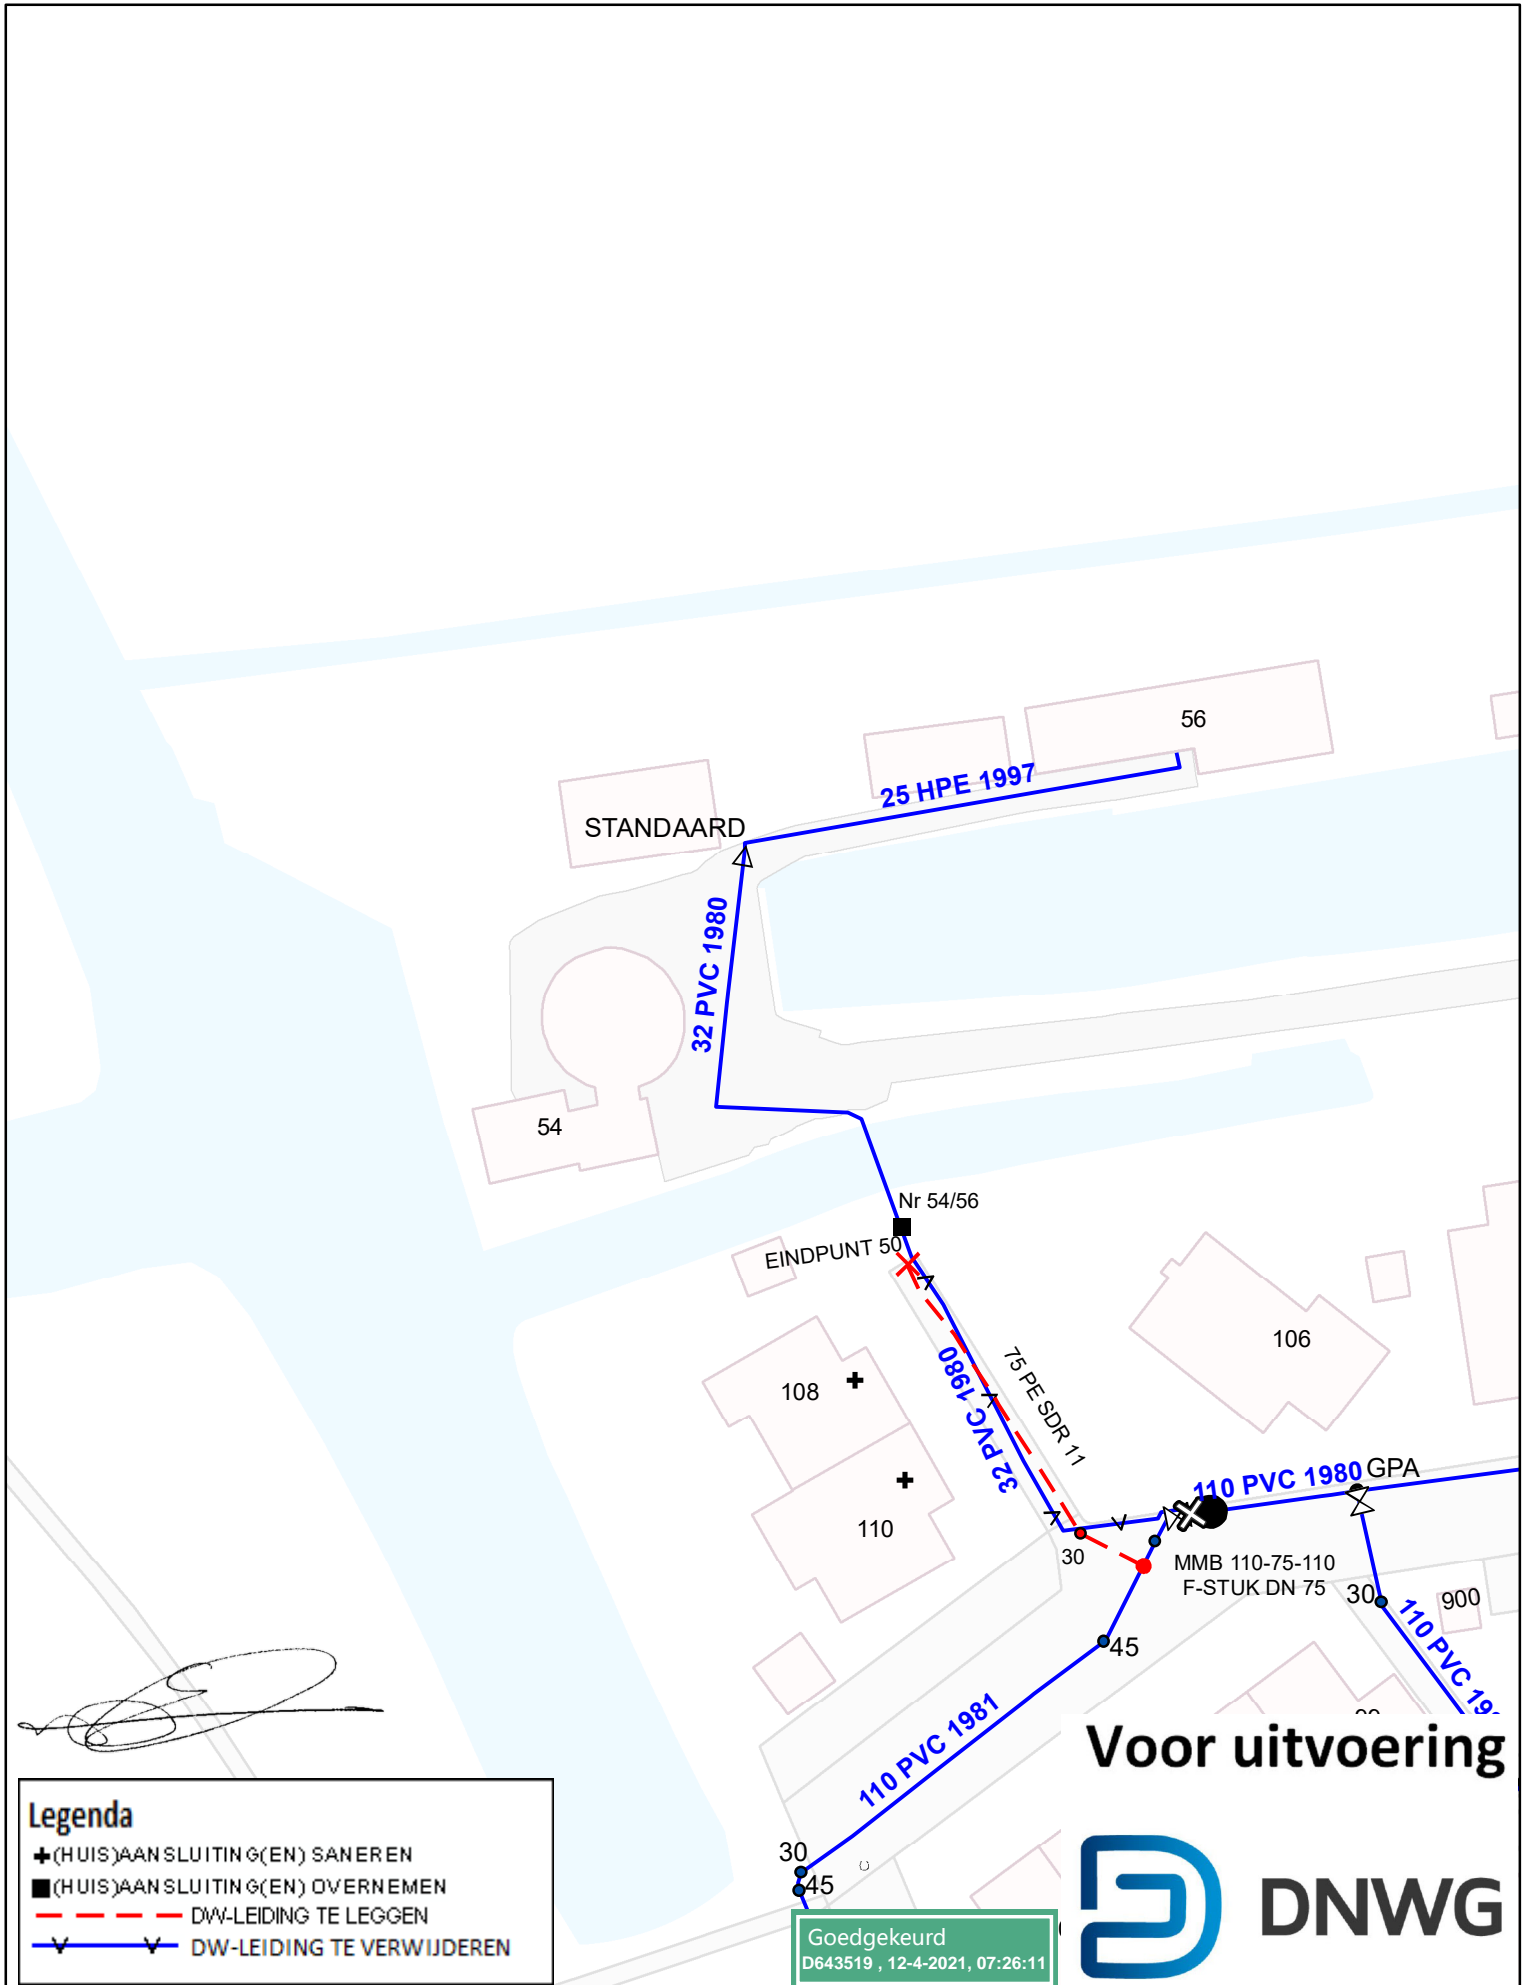 56
25 HPE 1997
STANDAARD
32 PVC 1980
54
Nr 54/56
EINDPUNT 50
106
75 PE SDR 11
32 PVC 1980
108
110 PVC 1980
GPA
110
30
MMB 110-75-110
F-STUK DN 75
30
900
110 PVC
45
110 PVC 1981
Voor uitvoering
Legenda
(HUIS)AANSLUITING(EN) SANEREN
30
(HUIS)AANSLUITING(EN) OVERNEMEN
45
DW-LEIDING TE LEGGEN
DNWG
Goedgekeurd
DW-LEIDING TE VERWIJDEREN
D643519 , 12-4-2021, 07:26:11